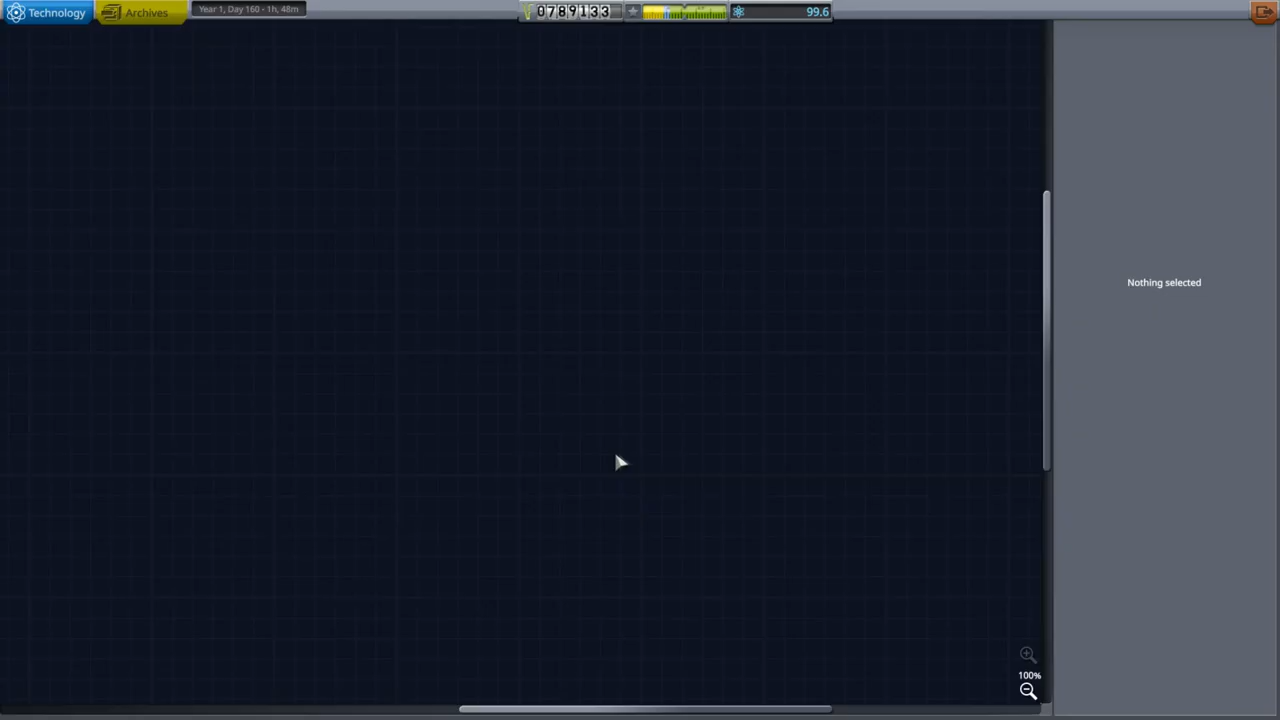 Technology
Archives
Year 1, Day 160 - 1h, 48m
0789133
99.6
Nothing selected
100%